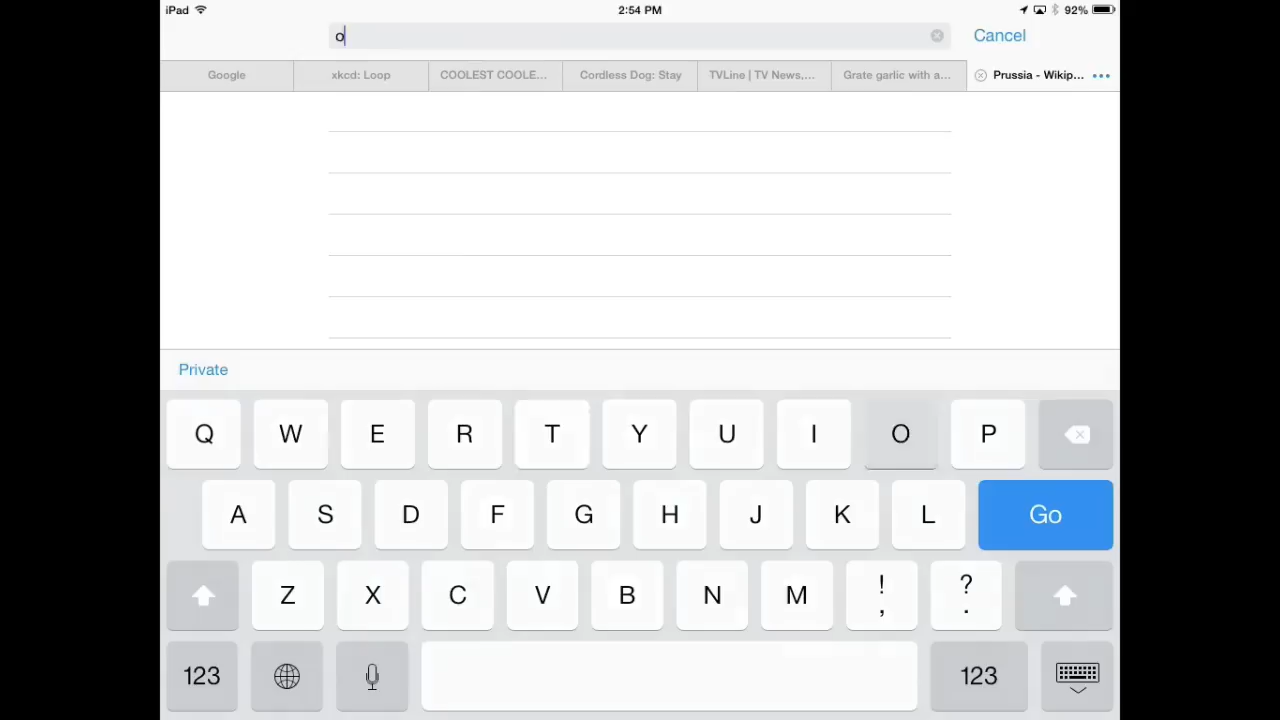 iPad 2:54 PM 92%
o Cancel
Google xkcd: Loop COOLEST COOLE... Cordless Dog: Stay TVLine | TV News,... Grate garlic with a... Prussia - Wikip... •••
Private
Q W E R T Y U I O P
A S D F G H J K L Go
Z X C V B N M ! , ? .
123 123